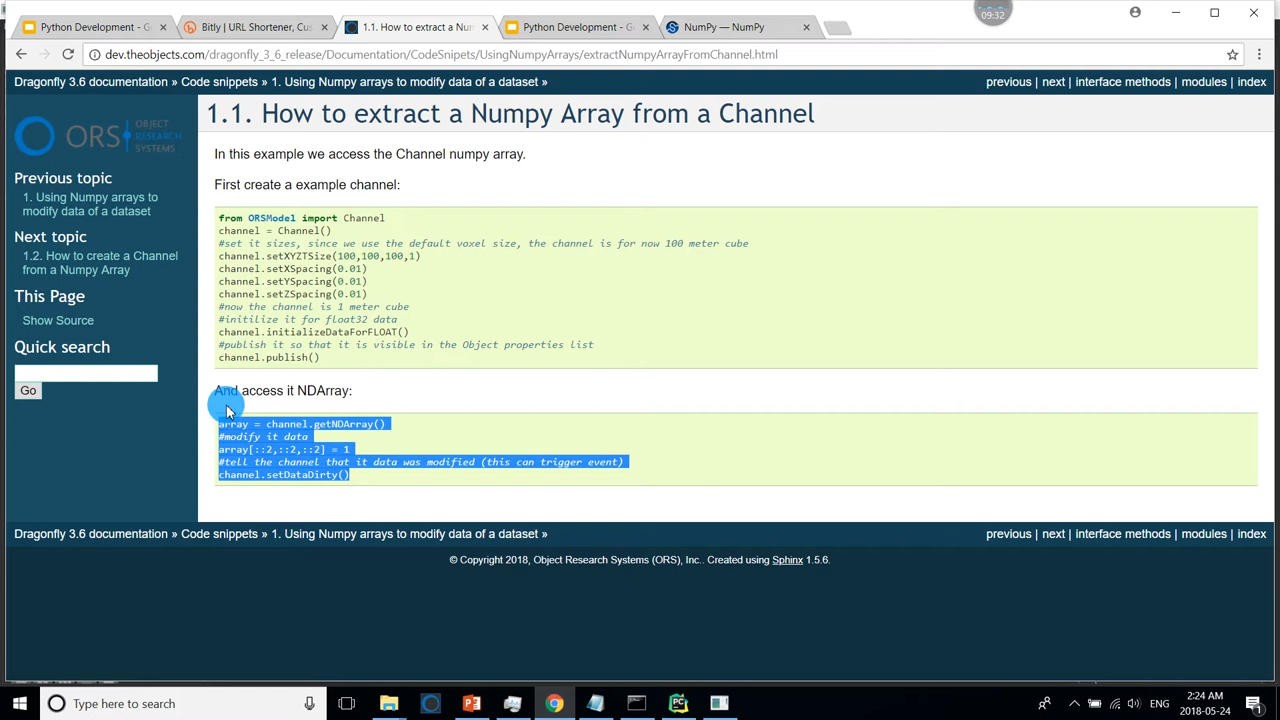 09:32
Python Development - G
Bitly | URL Shortener, Cus
1.1. How to extract a Num
Python Development - G
NumPy — NumPy
dev.theobjects.com/dragonfly_3_6_release/Documentation/CodeSnipets/UsingNumpyArrays/extractNumpyArrayFromChannel.html
Dragonfly 3.6 documentation » Code snippets » 1. Using Numpy arrays to modify data of a dataset »
previous | next | interface methods | modules | index
ORS OBJECT RESEARCH SYSTEMS
Previous topic
1. Using Numpy arrays to
modify data of a dataset
Next topic
1.2. How to create a Channel
from a Numpy Array
This Page
Show Source
Quick search
Go
1.1. How to extract a Numpy Array from a Channel
In this example we access the Channel numpy array.
First create a example channel:
from ORSModel import Channel
channel = Channel()
#set it sizes, since we use the default voxel size, the channel is for now 100 meter cube
channel.setXYZTSize(100,100,100,1)
channel.setXSpacing(0.01)
channel.setYSpacing(0.01)
channel.setZSpacing(0.01)
#now the channel is 1 meter cube
#initilize it for float32 data
channel.initializeDataForFLOAT()
#publish it so that it is visible in the Object properties list
channel.publish()
And access it NDArray:
array = channel.getNDArray()
#modify it data
array[::2,::2,::2] = 1
#tell the channel that it data was modified (this can trigger event)
channel.setDataDirty()
Dragonfly 3.6 documentation » Code snippets » 1. Using Numpy arrays to modify data of a dataset »
previous | next | interface methods | modules | index
© Copyright 2018, Object Research Systems (ORS), Inc.. Created using Sphinx 1.5.6.
Type here to search
ENG
2:24 AM
2018-05-24